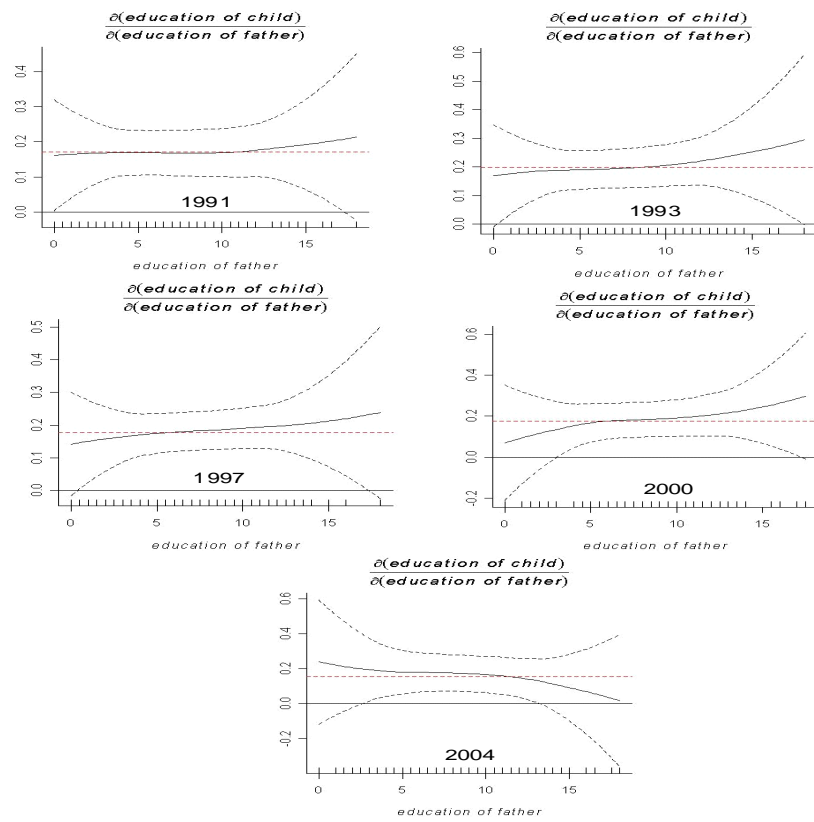 ∂(education of child)
∂(education of father)
0.4
0.3
0.2
0.1
0.0
1991
0 5 10 15
education of father
∂(education of child)
∂(education of father)
0.6
0.5
0.4
0.3
0.2
0.1
0.0
1993
0 5 10 15
education of father
∂(education of child)
∂(education of father)
0.5
0.4
0.3
0.2
0.1
0.0
1997
0 5 10 15
education of father
∂(education of child)
∂(education of father)
0.6
0.4
0.2
0.0
-0.2
2000
0 5 10 15
education of father
∂(education of child)
∂(education of father)
0.6
0.4
0.2
0.0
-0.2
2004
0 5 10 15
education of father